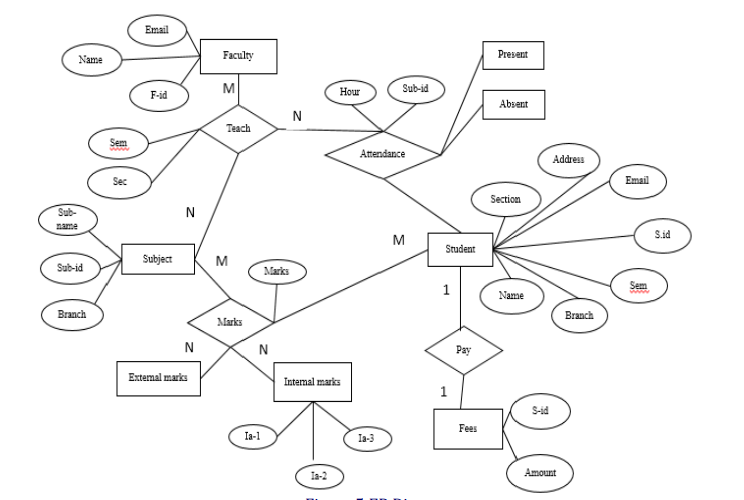 Email
Faculty
Name
F-id
M
Teach
N
Sem
Sec
N
Hour
Sub-id
Attendance
Present
Absent
Address
Email
Section
S.id
M
Student
Sem
Name
Branch
Sub-
name
Subject
Sub-id
Branch
M
Marks
Marks
N
N
External marks
Internal marks
Ia-1
Ia-2
Ia-3
1
Pay
1
Fees
S-id
Amount